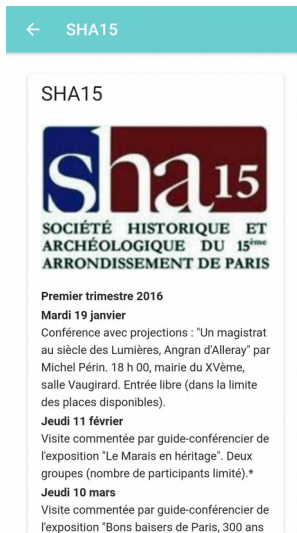 SHA15
SHA15
sha15
SOCIÉTÉ HISTORIQUE ET
ARCHÉOLOGIQUE DU 15ème
ARRONDISSEMENT DE PARIS
Premier trimestre 2016
Mardi 19 janvier
Conférence avec projections : "Un magistrat
au siècle des Lumières, Angran d'Alleray" par
Michel Périn. 18 h 00, mairie du XVème,
salle Vaugirard. Entrée libre (dans la limite
des places disponibles).
Jeudi 11 février
Visite commentée par guide-conférencier de
l'exposition "Le Marais en héritage". Deux
groupes (nombre de participants limité).*
Jeudi 10 mars
Visite commentée par guide-conférencier de
l'exposition "Bons baisers de Paris, 300 ans